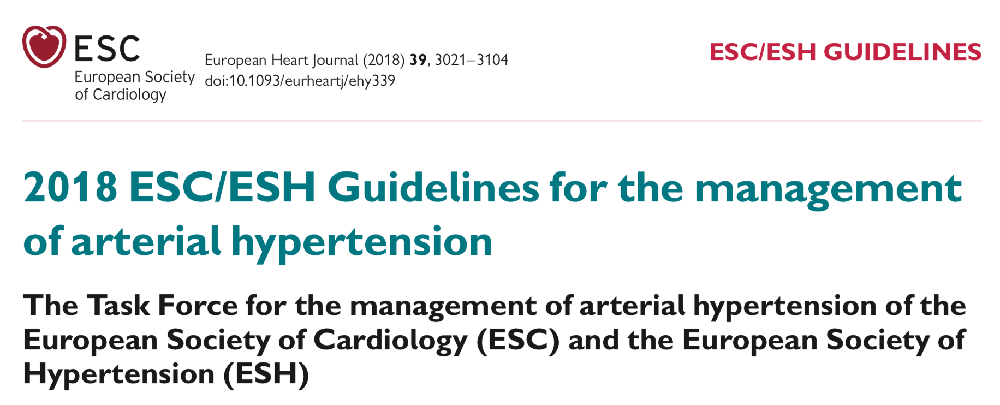 ESC
European Society
of Cardiology
European Heart Journal (2018) 39, 3021–3104
doi:10.1093/eurheartj/ehy339
ESC/ESH GUIDELINES
2018 ESC/ESH Guidelines for the management
of arterial hypertension
The Task Force for the management of arterial hypertension of the
European Society of Cardiology (ESC) and the European Society of
Hypertension (ESH)